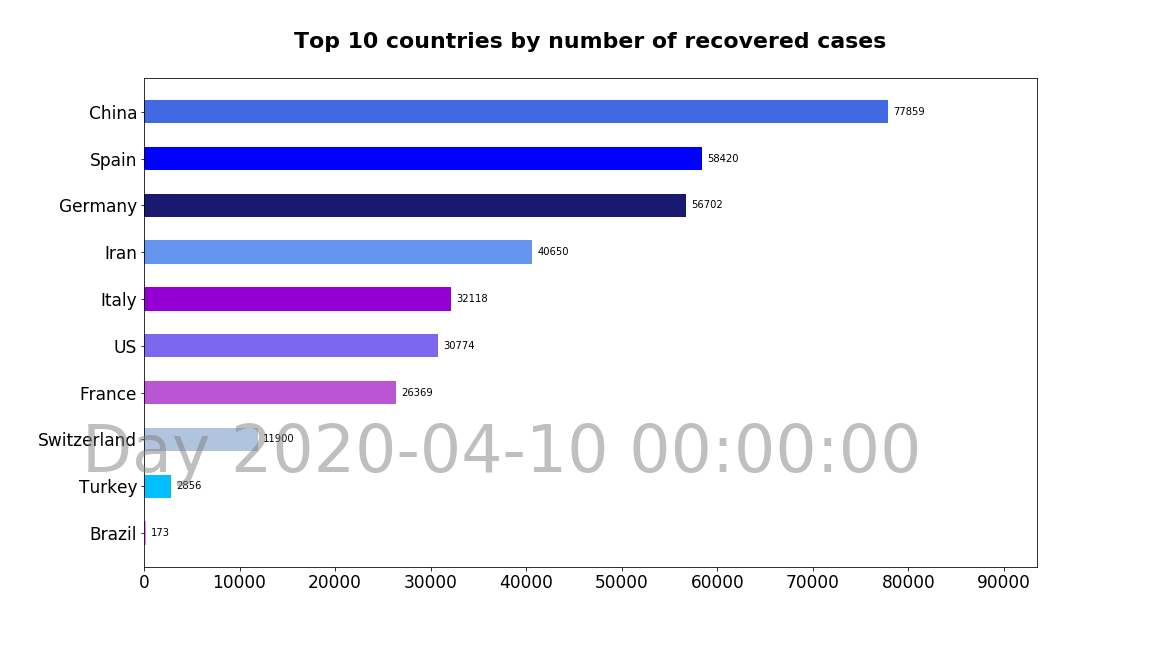 Top 10 countries by number of recovered cases
China 77859
Spain 58420
Germany 56702
Iran 40650
Italy 32118
US 30774
France 26369
Switzerland 11900
Day 2020-04-10 00:00:00
Turkey 2856
Brazil 173
0 10000 20000 30000 40000 50000 60000 70000 80000 90000